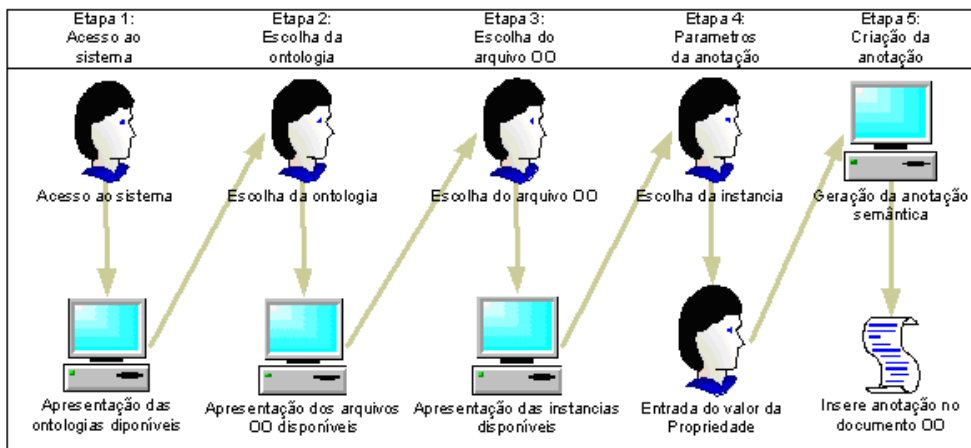 Etapa 1:
Acesso ao
sistema
Etapa 2:
Escolha da
ontologia
Etapa 3:
Escolha do
arquivo OO
Etapa 4:
Parametros
da anotação
Etapa 5:
Criação da
anotação
Acesso ao sistema
Escolha da ontologia
Escolha do arquivo OO
Escolha da instancia
Geração da anotação
semântica
Apresentação das
ontologias diponíveis
Apresentação dos arquivos
OO disponíveis
Apresentação das instancias
disponíveis
Entrada do valor da
Propriedade
Insere anotação no
documento OO